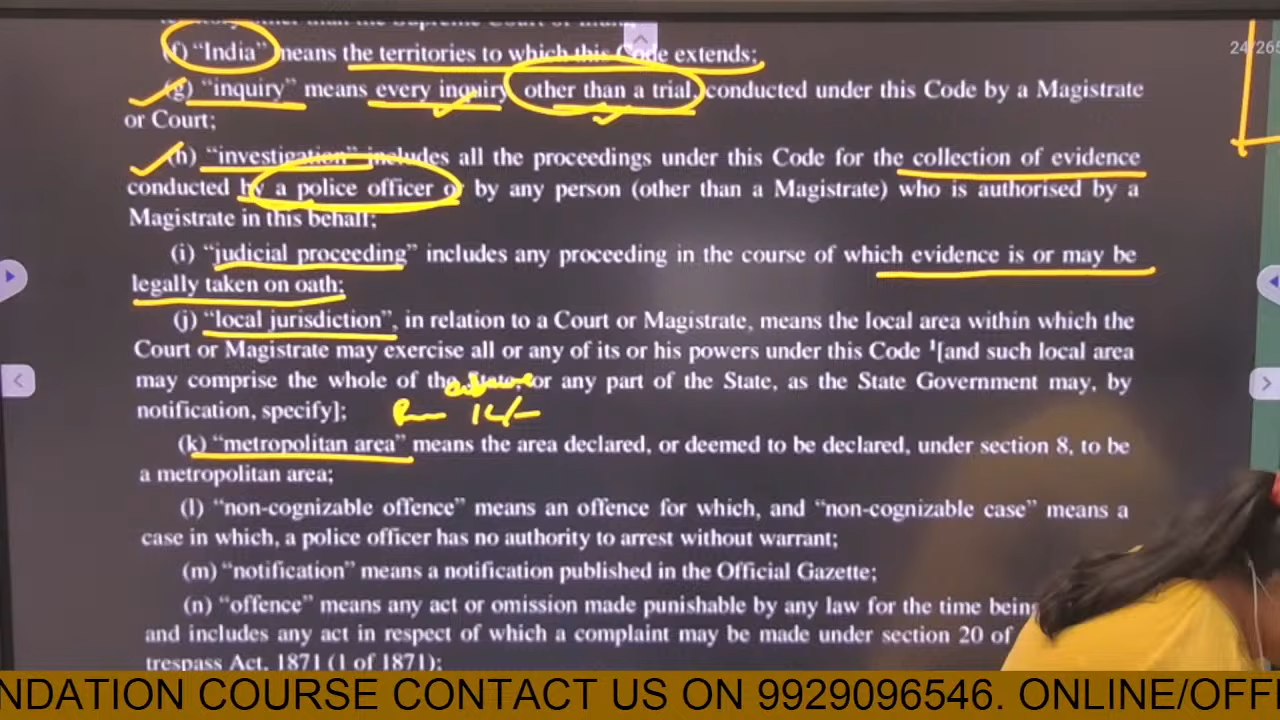 (f) “India” means the territories to which this Code extends;
24/265
(g) “inquiry” means every inquiry, other than a trial, conducted under this Code by a Magistrate
or Court;
(h) “investigation” includes all the proceedings under this Code for the collection of evidence
conducted by a police officer or by any person (other than a Magistrate) who is authorised by a
Magistrate in this behalf;
(i) “judicial proceeding” includes any proceeding in the course of which evidence is or may be
legally taken on oath;
(j) “local jurisdiction”, in relation to a Court or Magistrate, means the local area within which the
Court or Magistrate may exercise all or any of its or his powers under this Code ¹[and such local area
may comprise the whole of the State, or any part of the State, as the State Government may, by
notification, specify];
(k) “metropolitan area” means the area declared, or deemed to be declared, under section 8, to be
a metropolitan area;
(l) “non-cognizable offence” means an offence for which, and “non-cognizable case” means a
case in which, a police officer has no authority to arrest without warrant;
(m) “notification” means a notification published in the Official Gazette;
(n) “offence” means any act or omission made punishable by any law for the time being
and includes any act in respect of which a complaint may be made under section 20 of
trespass Act, 1871 (1 of 1871);
NDATION COURSE CONTACT US ON 9929096546. ONLINE/OFF